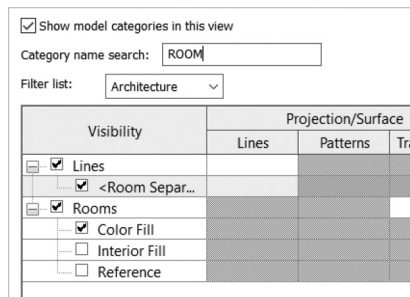 Show model categories in this view
Category name search: ROOM
Filter list: Architecture
Visibility Projection/Surface
Lines Patterns Tra
Lines
<Room Separ...
Rooms
Color Fill
Interior Fill
Reference